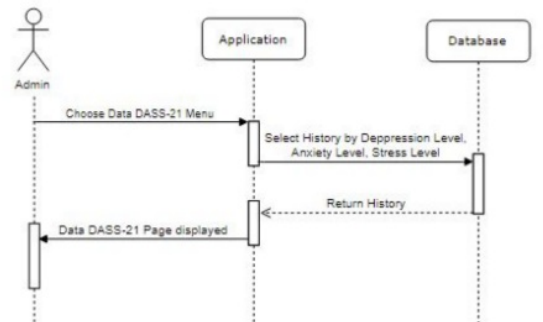 Application
Database
Admin
Choose Data DASS-21 Menu
Select History by Deppression Level,
Anxiety Level, Stress Level
Return History
Data DASS-21 Page displayed